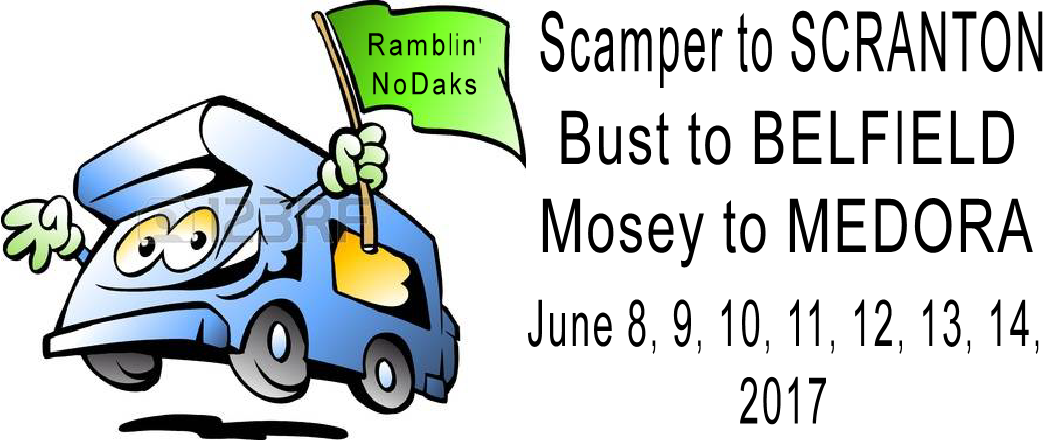 Ramblin'
NoDaks
Scamper to SCRANTON
Bust to BELFIELD
Mosey to MEDORA
June 8, 9, 10, 11, 12, 13, 14,
2017
123RF